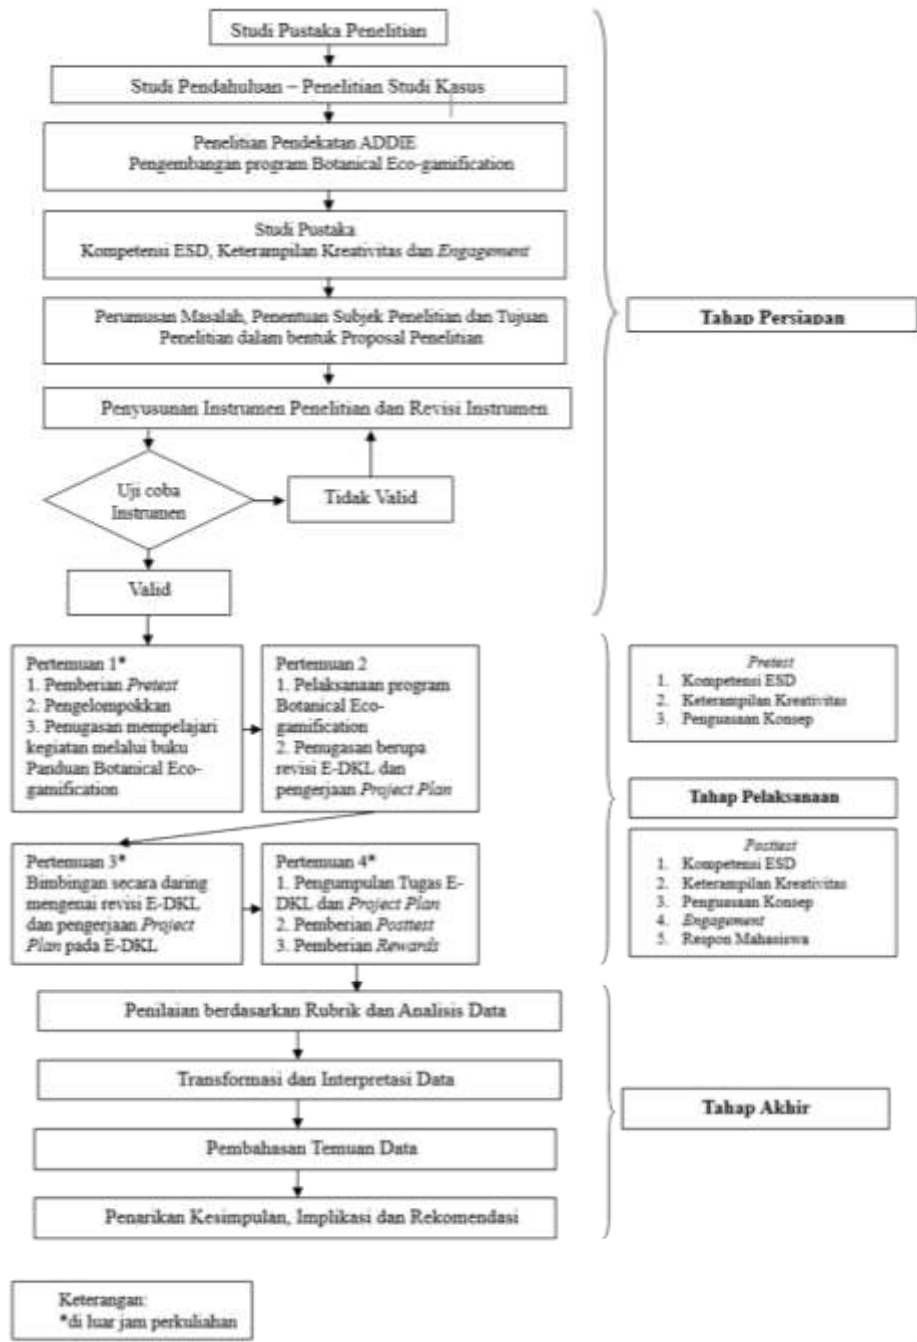 Studi Pustaka Penelitian
Studi Pendahuluan – Penelitian Studi Kasus
Penelitian Pendekatan ADDIE
Pengembangan program Botanical Eco-gamification
Studi Pustaka
Kompetensi ESD, Keterampilan Kreativitas dan Engagement
Perumusan Masalah, Penentuan Subjek Penelitian dan Tujuan
Penelitian dalam bentuk Proposal Penelitian
Penyusunan Instrumen Penelitian dan Revisi Instrumen
Uji coba
Instrumen
Tidak Valid
Valid
Tahap Persiapan
Pertemuan 1*
1. Pemberian Pretest
2. Pengelompokkan
3. Penugasan mempelajari
kegiatan melalui buku
Panduan Botanical Eco-
gamification
Pertemuan 2
1. Pelaksanaan program
Botanical Eco-
gamification
2. Penugasan berupa
revisi E-DKL dan
pengerjaan Project Plan
Pertemuan 3*
Bimbingan secara daring
mengenai revisi E-DKL
dan pengerjaan Project
Plan pada E-DKL
Pertemuan 4*
1. Pengumpulan Tugas E-
DKL dan Project Plan
2. Pemberian Posttest
3. Pemberian Rewards
Pretest
1. Kompetensi ESD
2. Keterampilan Kreativitas
3. Penguasaan Konsep
Tahap Pelaksanaan
Posttest
1. Kompetensi ESD
2. Keterampilan Kreativitas
3. Penguasaan Konsep
4. Engagement
5. Respon Mahasiswa
Penilaian berdasarkan Rubrik dan Analisis Data
Transformasi dan Interpretasi Data
Pembahasan Temuan Data
Penarikan Kesimpulan, Implikasi dan Rekomendasi
Tahap Akhir
Keterangan:
*di luar jam perkuliahan